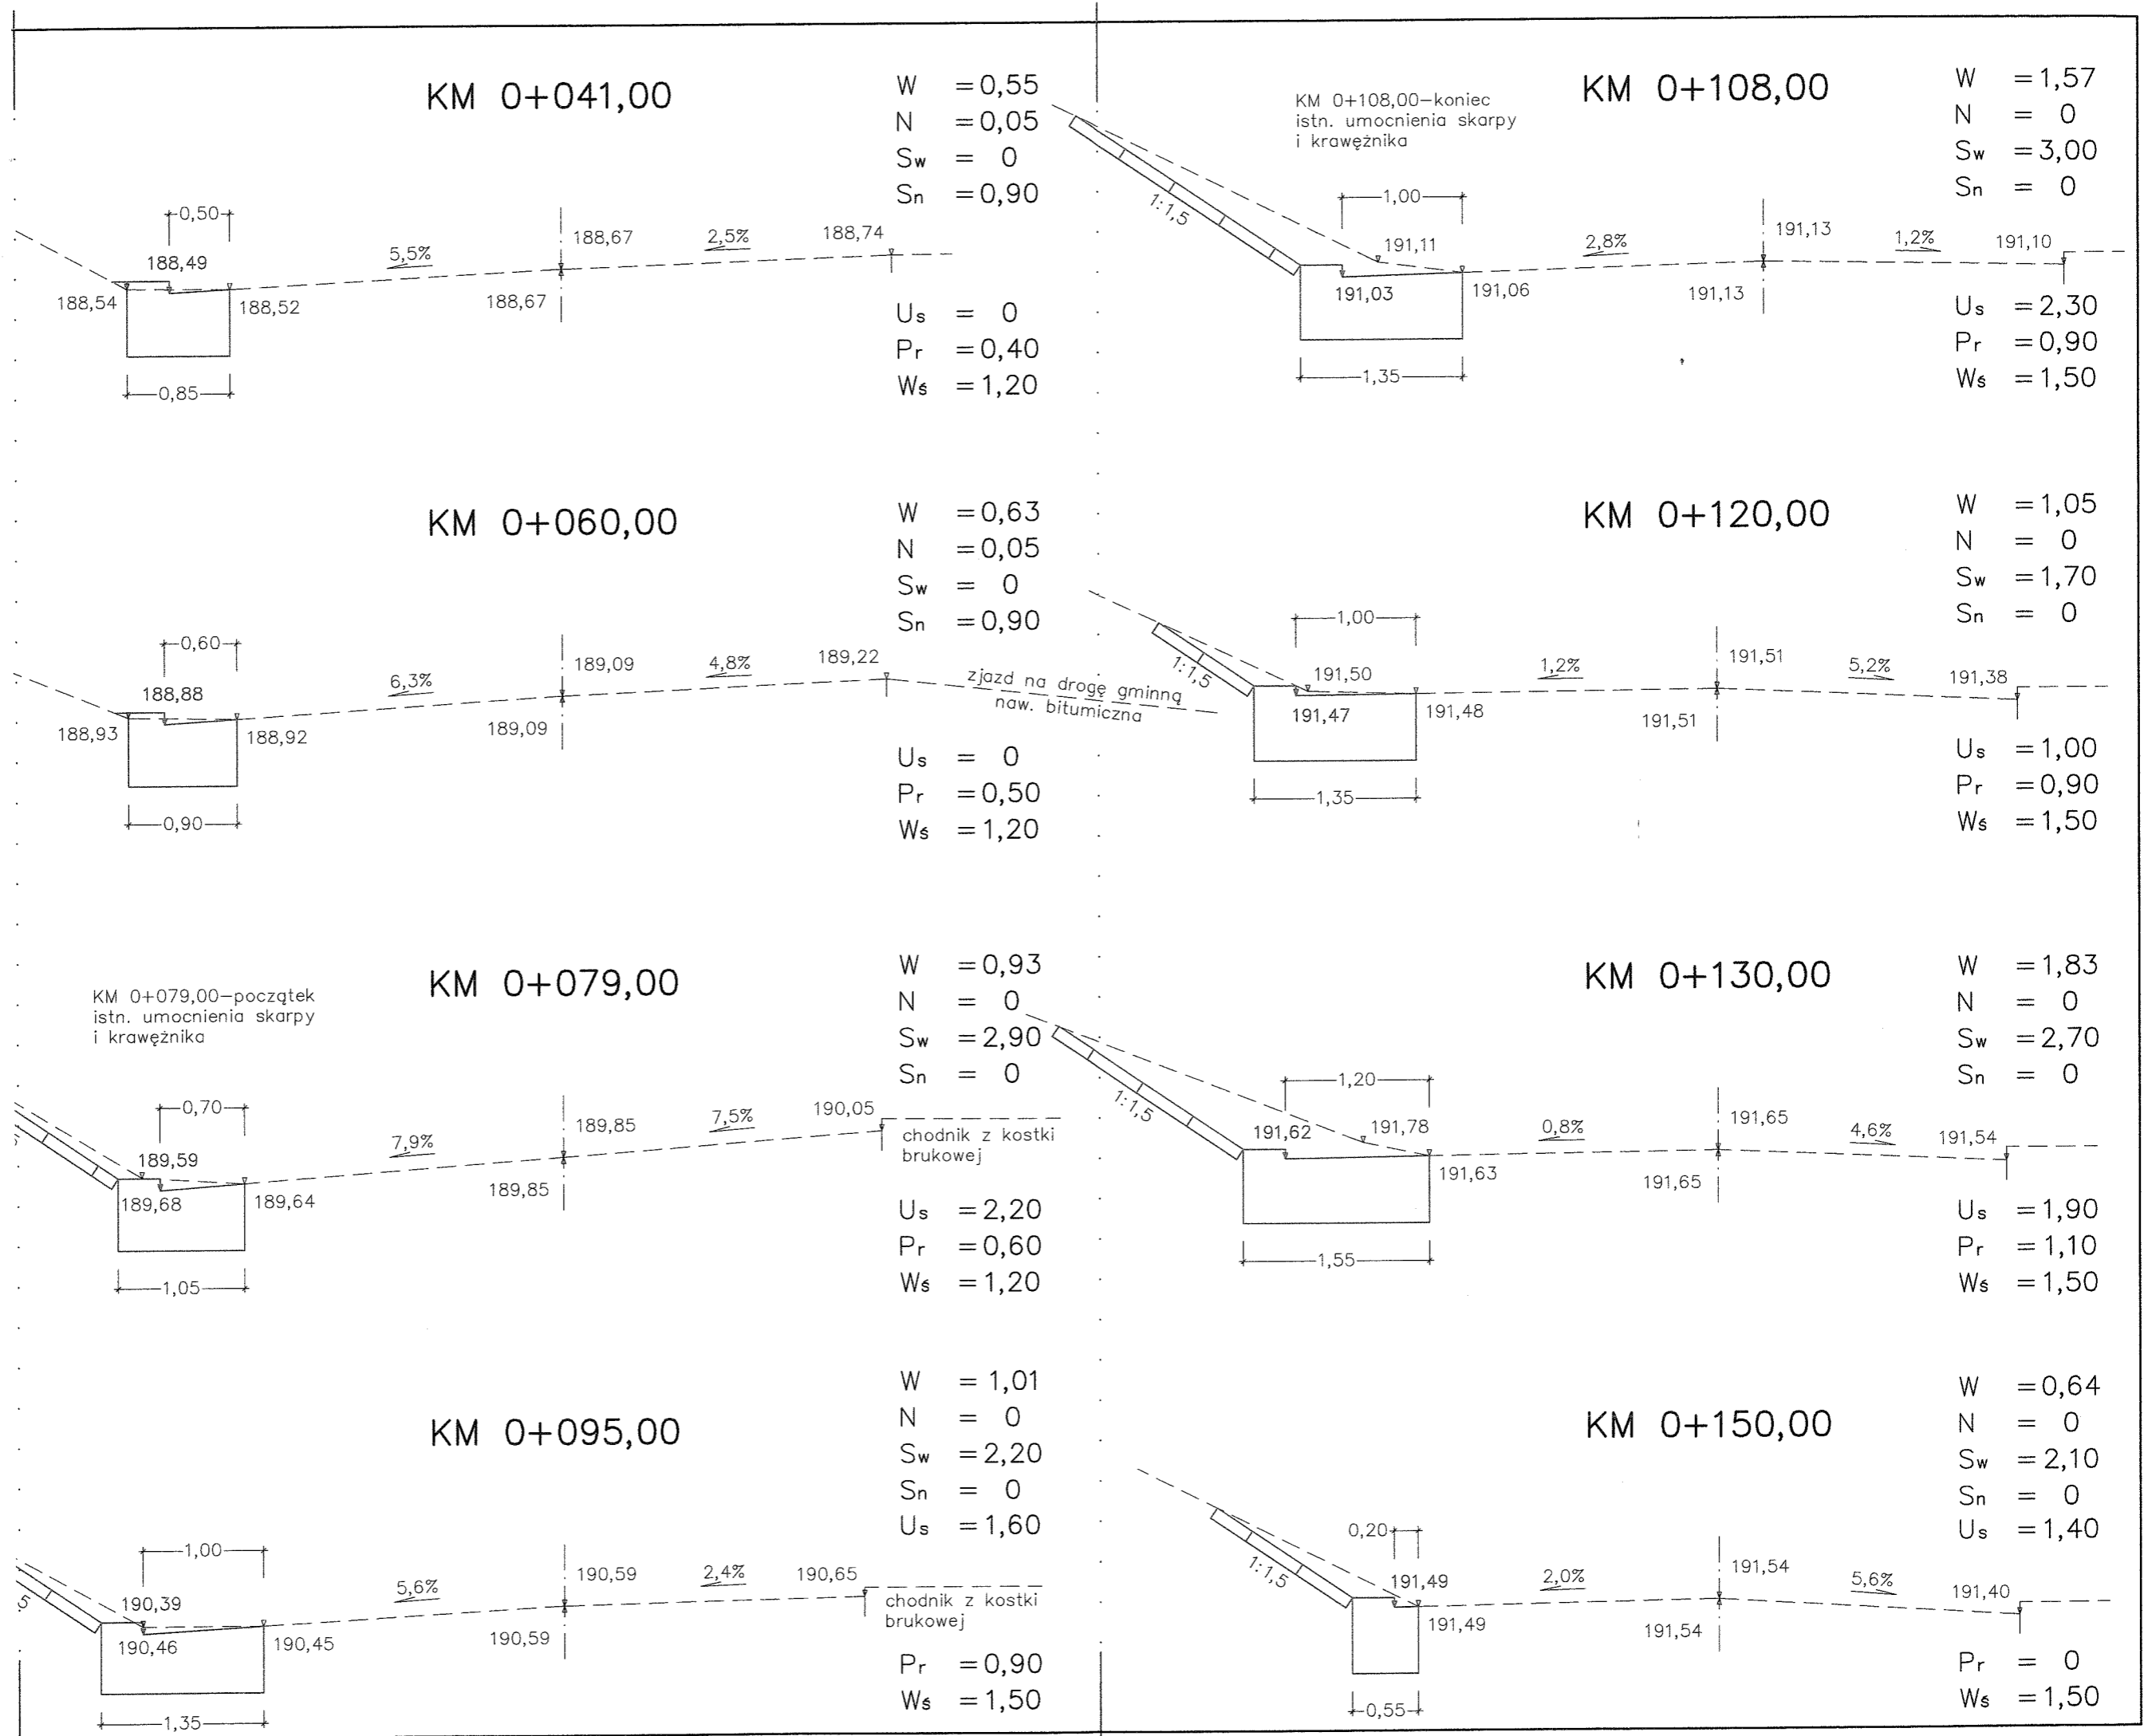 KM 0+041,00
W =0,55
N =0,05
Sw = 0
Sn =0,90
0,50
188,49
5,5%
188,67
2,5%
188,74
188,54
188,52
188,67
0,85
Us = 0
Pr =0,40
Wś =1,20
KM 0+060,00
W =0,63
N =0,05
Sw = 0
Sn =0,90
0,60
188,88
6,3%
189,09
4,8%
189,22
zjazd na drogę gminną
naw. bitumiczna
188,93
188,92
189,09
0,90
Us = 0
Pr =0,50
Wś =1,20
KM 0+079,00
KM 0+079,00–początek
istn. umocnienia skarpy
i krawężnika
W =0,93
N = 0
Sw =2,90
Sn = 0
0,70
189,59
7,9%
189,85
7,5%
190,05
chodnik z kostki
brukowej
189,68
189,64
189,85
1,05
Us =2,20
Pr =0,60
Wś =1,20
KM 0+095,00
W =1,01
N = 0
Sw =2,20
Sn = 0
Us =1,60
1,00
190,39
5,6%
190,59
2,4%
190,65
chodnik z kostki
brukowej
5
190,46
190,45
190,59
1,35
Pr =0,90
Wś =1,50
KM 0+108,00
KM 0+108,00–koniec
istn. umocnienia skarpy
i krawężnika
W =1,57
N = 0
Sw =3,00
Sn = 0
1:1,5
1,00
191,11
2,8%
191,13
1,2%
191,10
191,03
191,06
191,13
1,35
Us =2,30
Pr =0,90
Wś =1,50
KM 0+120,00
W =1,05
N = 0
Sw =1,70
Sn = 0
1:1,5
1,00
191,50
1,2%
191,51
5,2%
191,38
191,47
191,48
191,51
1,35
Us =1,00
Pr =0,90
Wś =1,50
KM 0+130,00
W =1,83
N = 0
Sw =2,70
Sn = 0
1:1,5
1,20
191,62
191,78
0,8%
191,65
4,6%
191,54
191,63
191,65
1,55
Us =1,90
Pr =1,10
Wś =1,50
KM 0+150,00
W =0,64
N = 0
Sw =2,10
Sn = 0
Us =1,40
1:1,5
0,20
191,49
2,0%
191,54
5,6%
191,40
191,49
191,54
0,55
Pr = 0
Wś =1,50